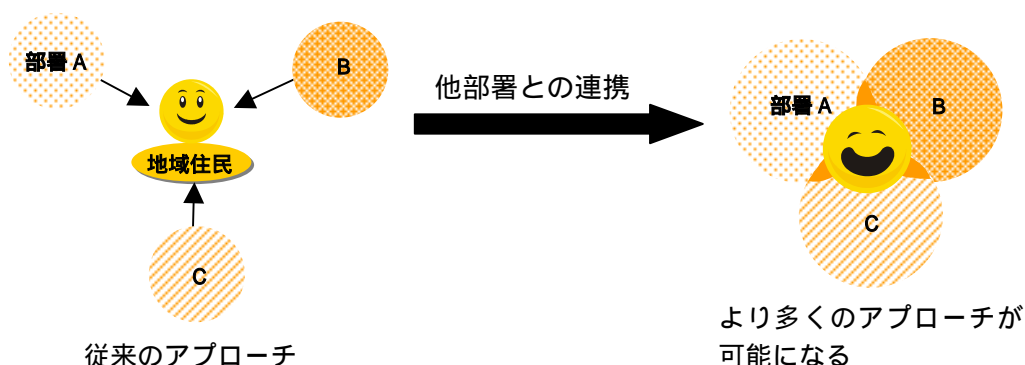 部署 A
B
地域住民
C
従来のアプローチ
他部署との連携
部署 A
B
C
より多くのアプローチが
可能になる